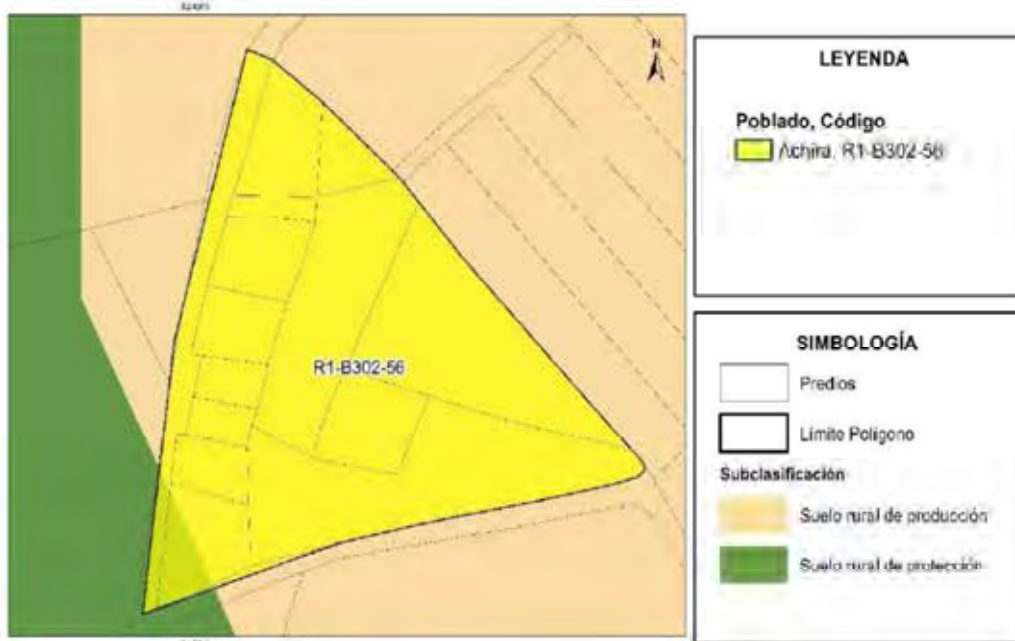 N
R1-B302-56
LEYENDA
Poblado, Código
Achira, R1-B302-56
SIMBOLOGÍA
Predios
Límite Polígono
Subclasificación
Suelo rural de producción
Suelo rural de protección